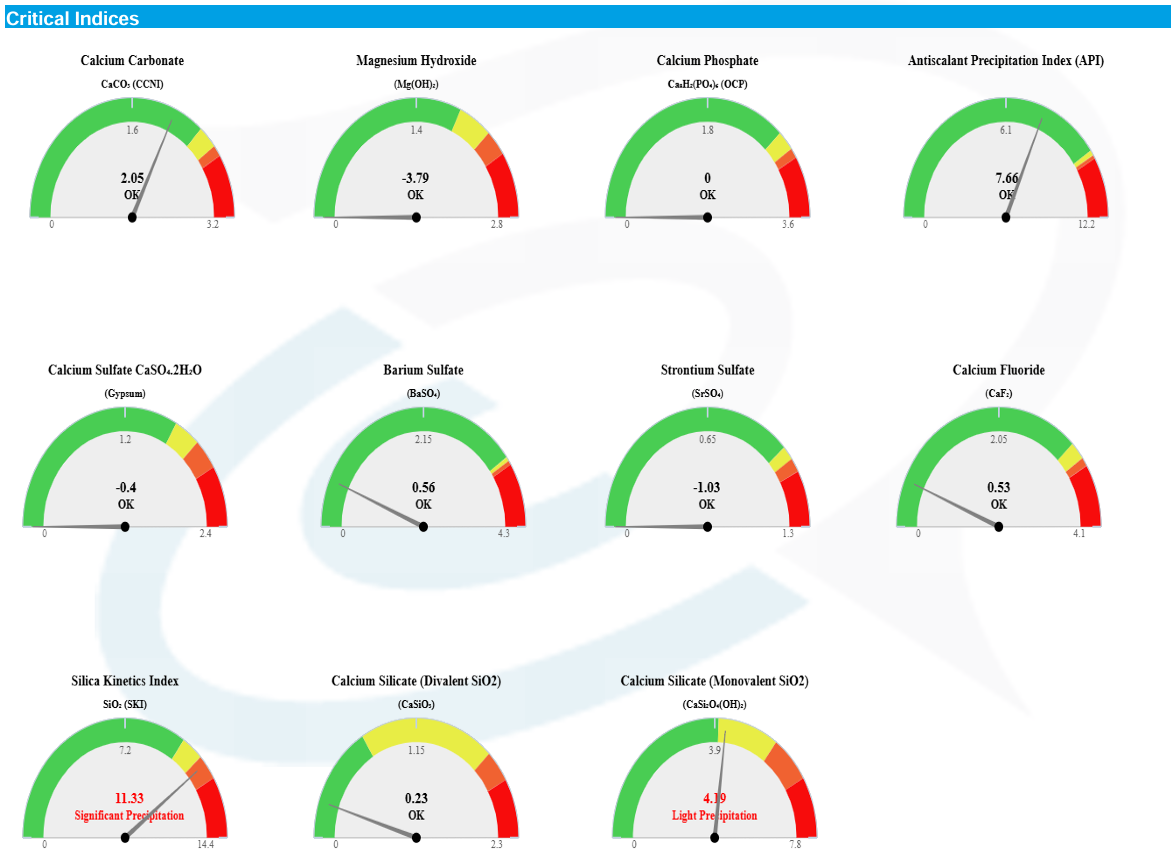 Critical Indices
Calcium Carbonate
CaCO₃ (CCNI)
1.6
2.05
OK
0
3.2
Magnesium Hydroxide
(Mg(OH)₂)
1.4
-3.79
OK
0
2.8
Calcium Phosphate
Ca₈H₂(PO₄)₆ (OCP)
1.8
0
OK
0
3.6
Antiscalant Precipitation Index (API)
6.1
7.66
OK
0
12.2
Calcium Sulfate CaSO₄.2H₂O
(Gypsum)
1.2
-0.4
OK
0
2.4
Barium Sulfate
(BaSO₄)
2.15
0.56
OK
0
4.3
Strontium Sulfate
(SrSO₄)
0.65
-1.03
OK
0
1.3
Calcium Fluoride
(CaF₂)
2.05
0.53
OK
0
4.1
Silica Kinetics Index
SiO₂ (SKI)
7.2
11.33
Significant Precipitation
0
14.4
Calcium Silicate (Divalent SiO2)
(CaSiO₃)
1.15
0.23
OK
0
2.3
Calcium Silicate (Monovalent SiO2)
(CaSi₂O₄(OH)₂)
3.9
4.19
Light Precipitation
0
7.8